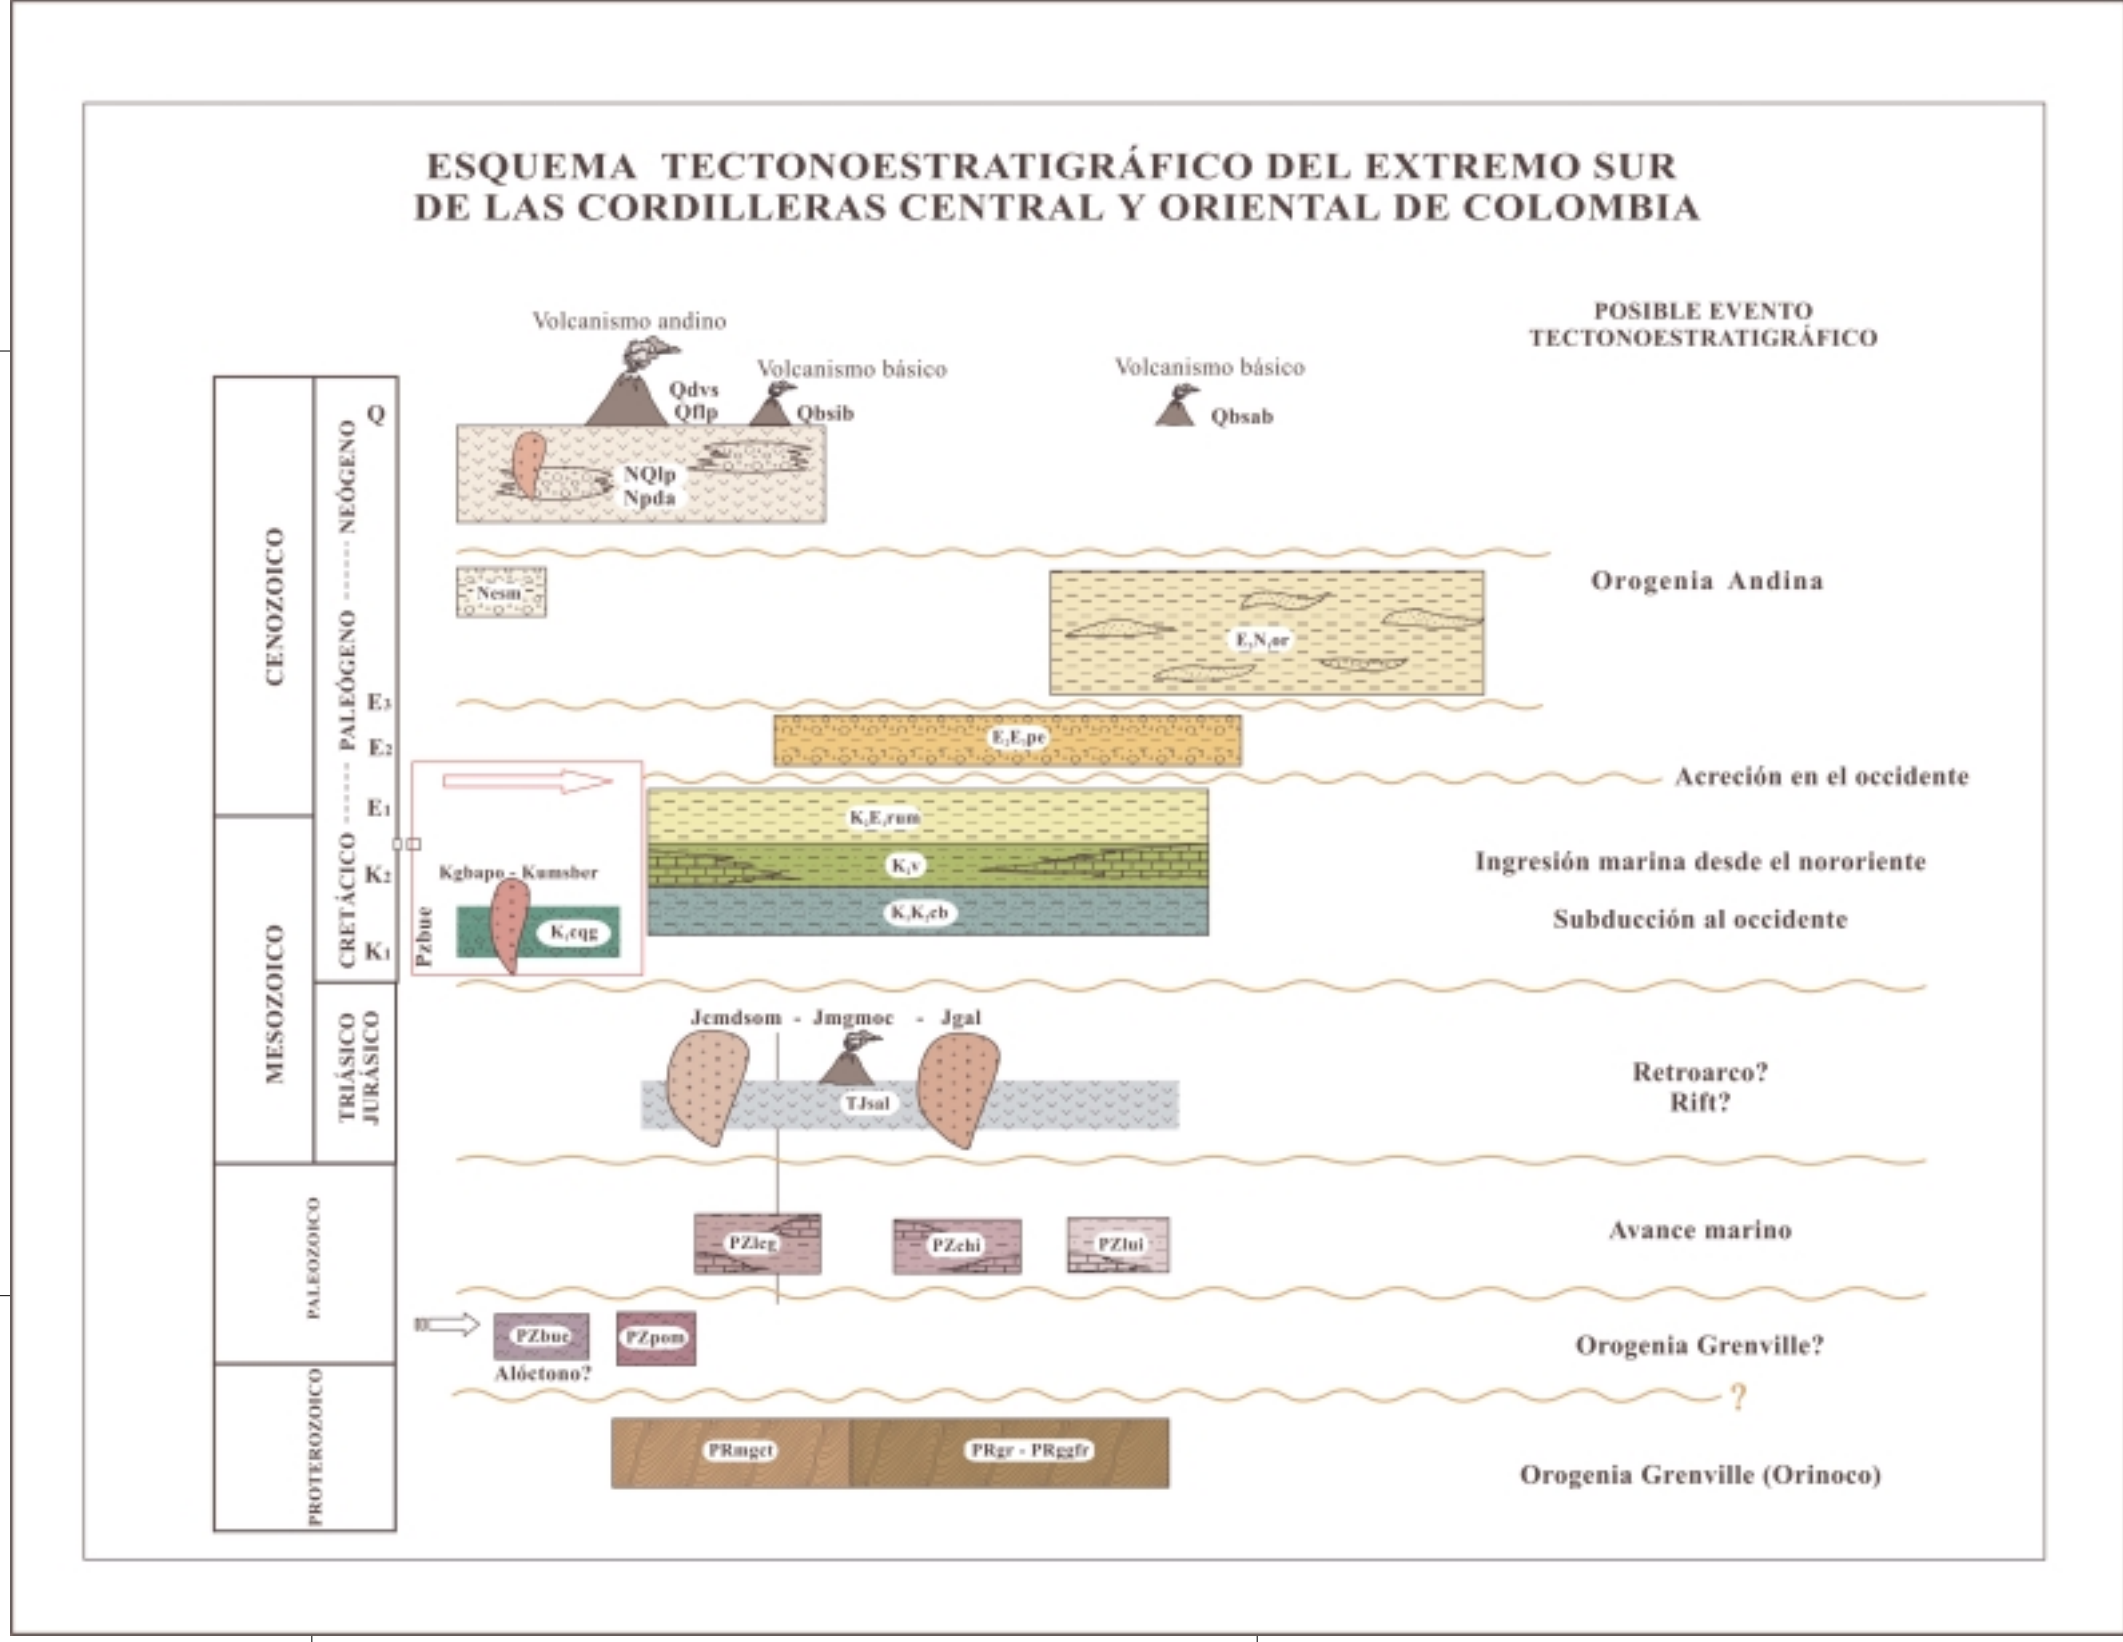 ESQUEMA TECTONOESTRATIGRÁFICO DEL EXTREMO SUR
DE LAS CORDILLERAS CENTRAL Y ORIENTAL DE COLOMBIA
POSIBLE EVENTO
TECTONOESTRATIGRÁFICO
Volcanismo andino
Volcanismo básico
Volcanismo básico
Qdvs
Qflp
Qbsib
Qbsab
CENOZOICO
MESOZOICO
PALEOZOICO
PROTEROZOICO
CRETÁCICO ------ PALEÓGENO ------ NEÓGENO
TRIÁSICO
JURÁSICO
Q
E3
E2
E1
K2
K1
NQlp
Npda
Nesm
Orogenia Andina
Acreción en el occidente
Ingresión marina desde el nororiente
Kgbapo - Kumsber
Pzbue
Subducción al occidente
Jcmdsom - Jmgmoc - Jgal
TJsal
Retroarco?
Rift?
PZlcg
PZchi
PZlui
Avance marino
PZbue
PZpom
Alóctono?
Orogenia Grenville?
?
PRmgct
PRgr - PRggfr
Orogenia Grenville (Orinoco)